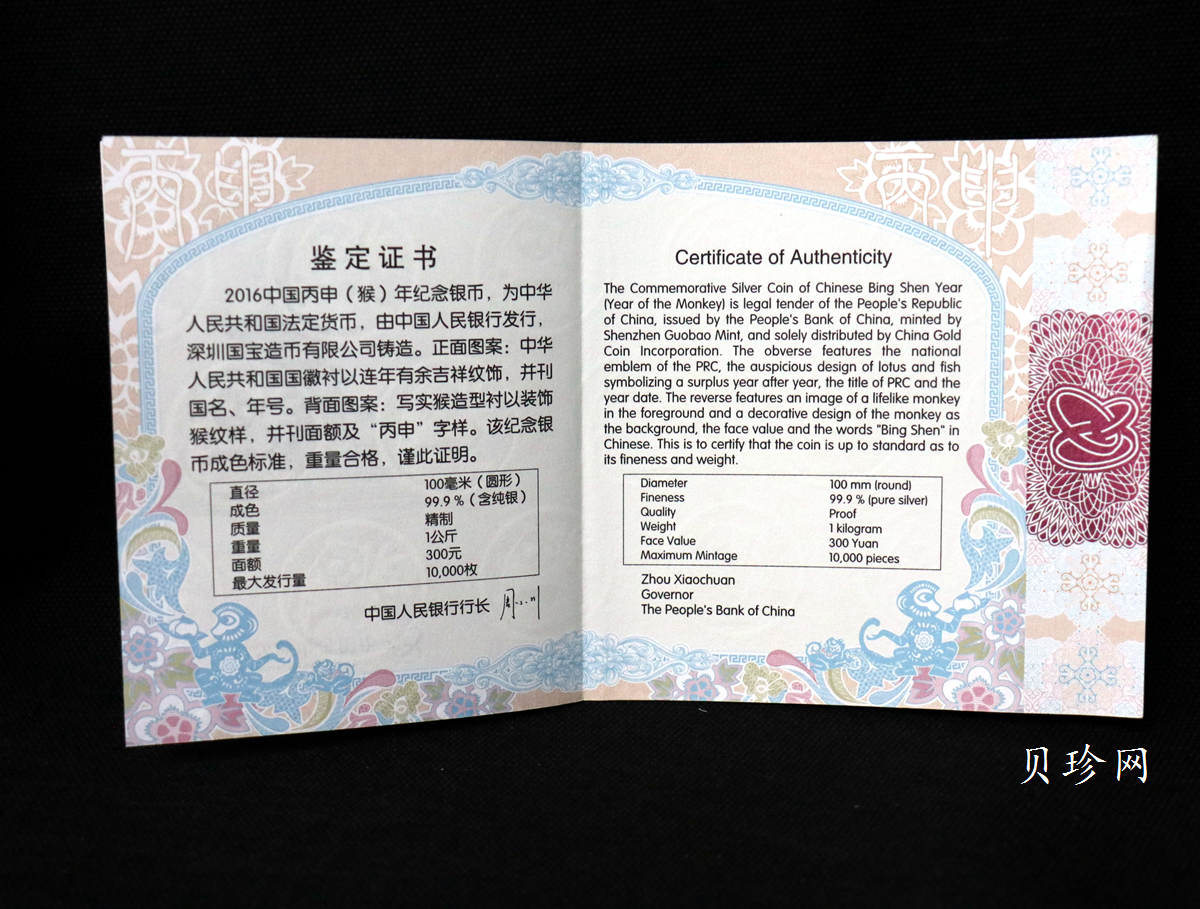 鉴定证书
2016中国丙申（猴）年纪念银币，为中华
人民共和国法定货币，由中国人民银行发行，
深圳国宝造币有限公司铸造。正面图案：中华
人民共和国国徽衬以连年有余吉祥纹饰，并刊
国名、年号。背面图案：写实猴造型衬以装饰
猴纹样，并刊面额及“丙申”字样。该纪念银
币成色标准，重量合格，谨此证明。
直径 100毫米（圆形）
成色 99.9％（含纯银）
质量 精制
重量 1公斤
面额 300元
最大发行量 10,000枚
中国人民银行行长
Certificate of Authenticity
The Commemorative Silver Coin of Chinese Bing Shen Year
(Year of the Monkey) is legal tender of the People's Republic
of China, issued by the People's Bank of China, minted by
Shenzhen Guobao Mint, and solely distributed by China Gold
Coin Incorporation. The obverse features the national
emblem of the PRC, the auspicious design of lotus and fish
symbolizing a surplus year after year, the title of PRC and the
year date. The reverse features an image of a lifelike monkey
in the foreground and a decorative design of the monkey as
the background, the face value and the words "Bing Shen" in
Chinese. This is to certify that the coin is up to standard as to
its fineness and weight.
Diameter 100 mm (round)
Fineness 99.9 % (pure silver)
Quality Proof
Weight 1 kilogram
Face Value 300 Yuan
Maximum Mintage 10,000 pieces
Zhou Xiaochuan
Governor
The People's Bank of China
贝珍网